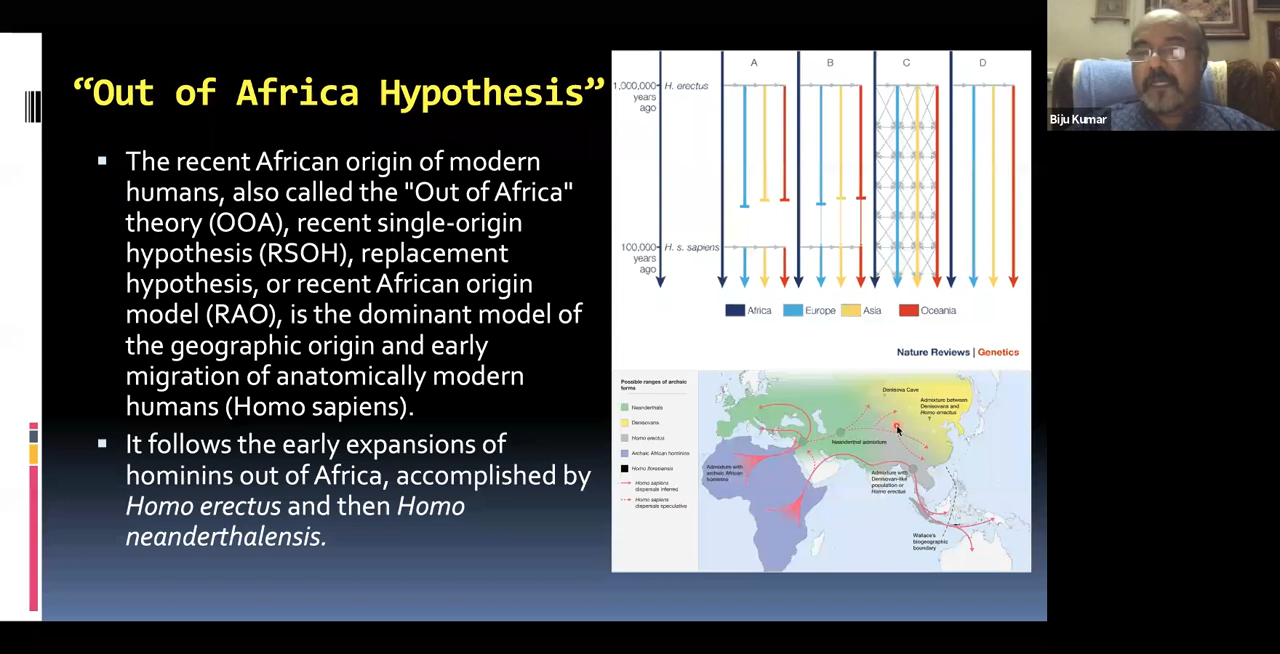 “Out of Africa Hypothesis”
The recent African origin of modern
humans, also called the "Out of Africa"
theory (OOA), recent single-origin
hypothesis (RSOH), replacement
hypothesis, or recent African origin
model (RAO), is the dominant model of
the geographic origin and early
migration of anatomically modern
humans (Homo sapiens).
It follows the early expansions of
hominins out of Africa, accomplished by
Homo erectus and then Homo
neanderthalensis.
A B C D
1,000,000
years
ago
H. erectus
100,000
years
ago
H. s. sapiens
Africa Europe Asia Oceania
Nature Reviews | Genetics
Possible ranges of archaic
forms
Neanderthals
Denisovans
Homo erectus
Archaic African hominins
Homo floresiensis
Homo sapiens
dispersals inferred
Homo sapiens
dispersals speculative
Denisova Cave
?
Admixture between
Denisovans and
Homo erectus
?
Neanderthal admixture
Admixture with
archaic African
hominins
Admixture with
Denisovan-like
population or
Homo erectus
Wallace's
biogeographic
boundary
Biju Kumar